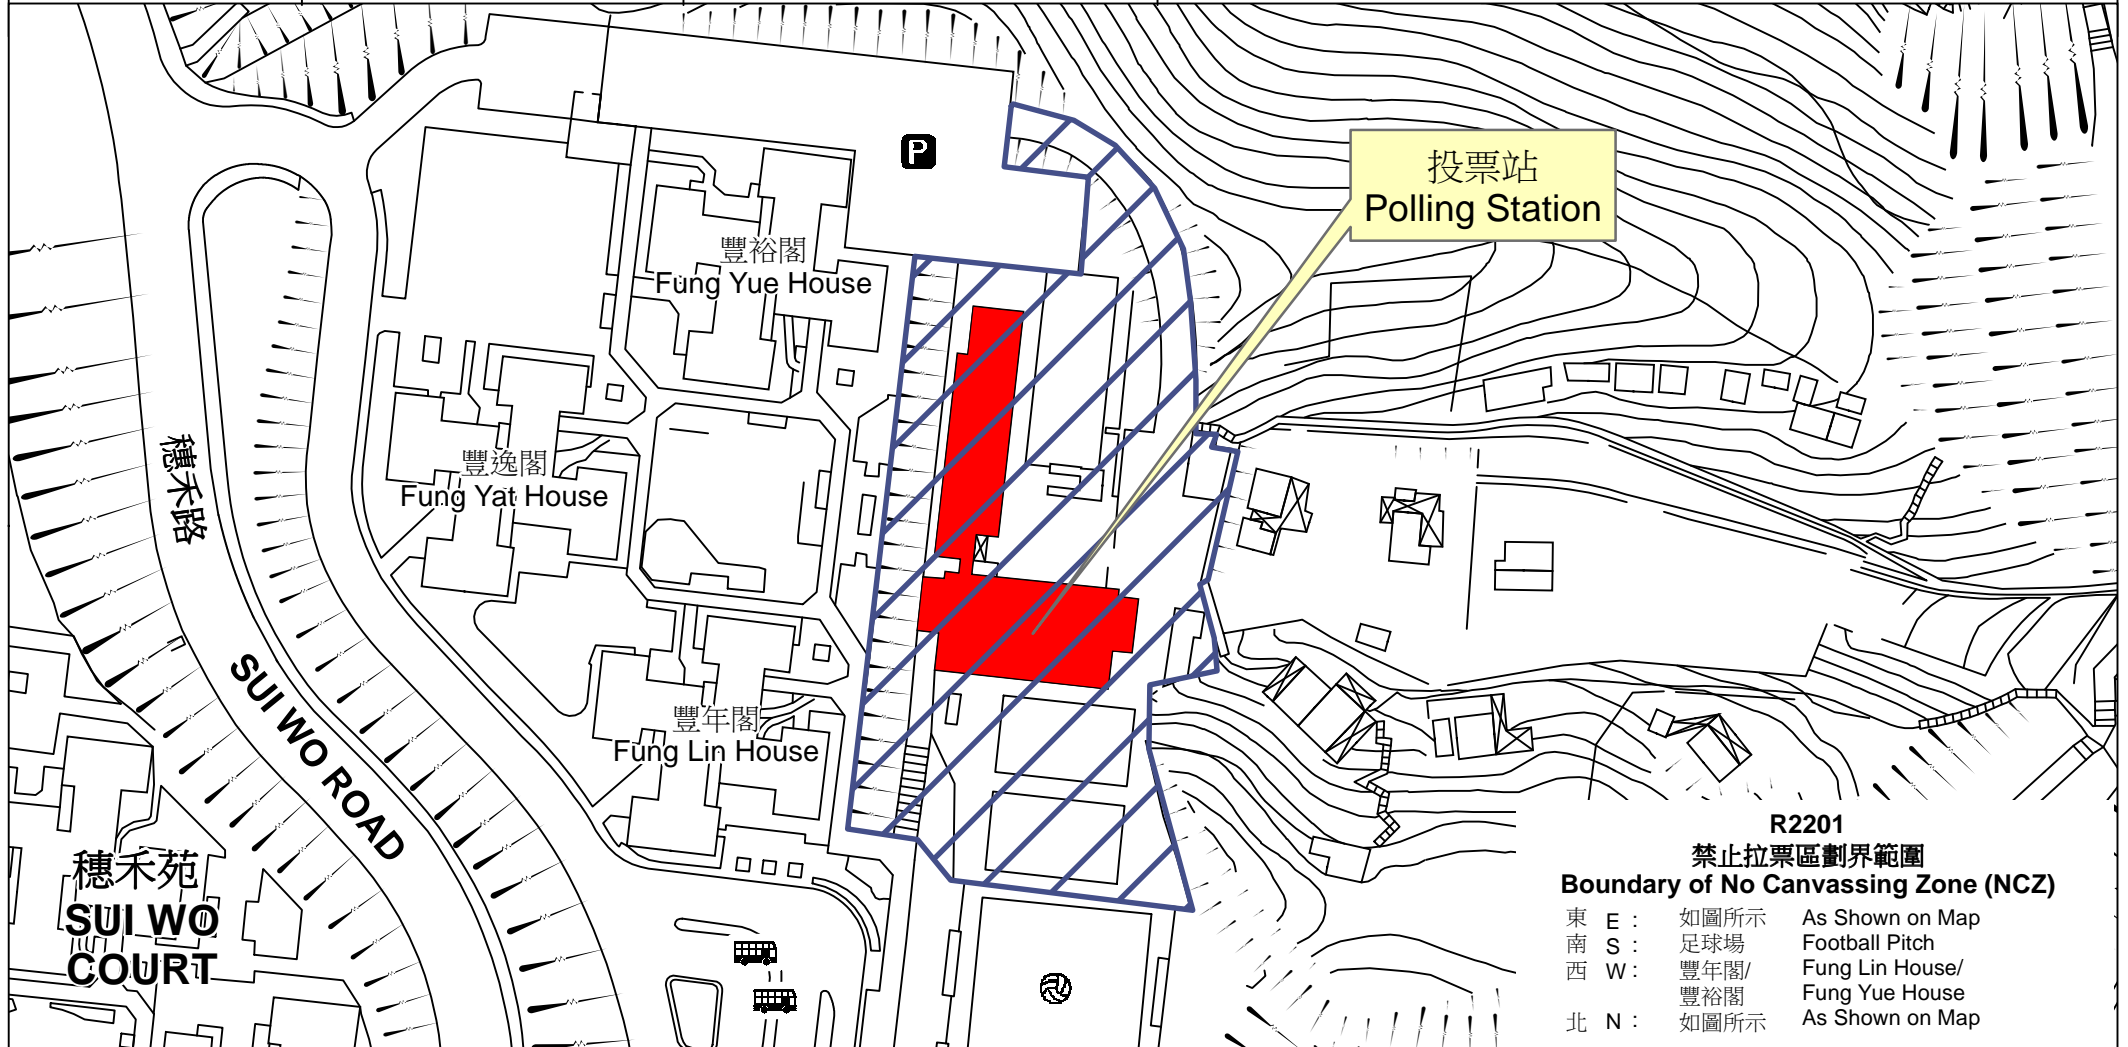 P
投票站
Polling Station
豐裕閣
Fung Yue House
豐逸閣
Fung Yat House
穗禾路
SUI WO ROAD
豐年閣
Fung Lin House
穗禾苑
SUI WO
COURT
R2201
禁止拉票區劃界範圍
Boundary of No Canvassing Zone (NCZ)
東 E : 如圖所示 As Shown on Map
南 S : 足球場 Football Pitch
西 W : 豐年閣/ Fung Lin House/
豐裕閣 Fung Yue House
北 N : 如圖所示 As Shown on Map